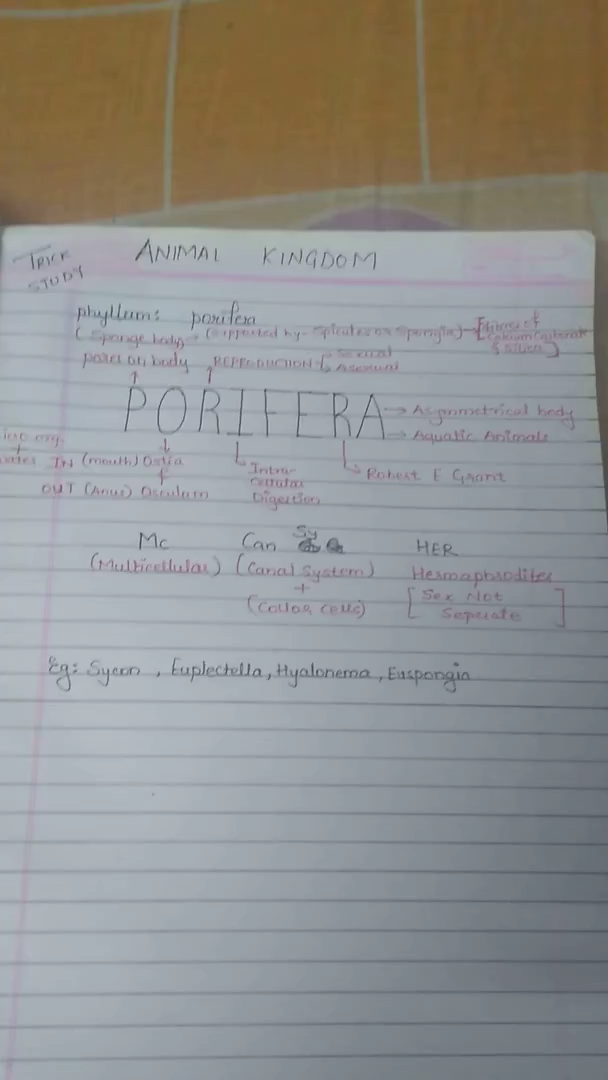 TRICK STUDY
ANIMAL KINGDOM
phyllum: porifera
(Sponge body) → (Supported by - Spicules or Spongin) → [Fibres of Calcium Carbonate & Silica]
pores on body REPRODUCTION Sexual
Asexual
PORIFERA → Asymmetrical body
→ Aquatic Animals
IN (mouth) Ostia
OUT (Anus) Osculum
Intra-
Cellular
Digestion
Robert E Grant
Mc Can Sy HER
(Multicellular) (Canal System) Hermaphrodites
+ [Sex Not
(Collar cells) Seperate]
Eg: Sycon, Euplectella, Hyalonema, Euspongia